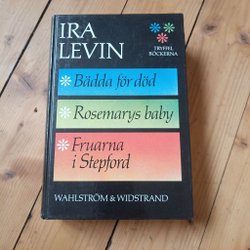 IRA
LEVIN
TRYFFEL
BÖCKERNA
Bädda för död
Rosemarys baby
Fruarna
i Stepford
WAHLSTRÖM & WIDSTRAND